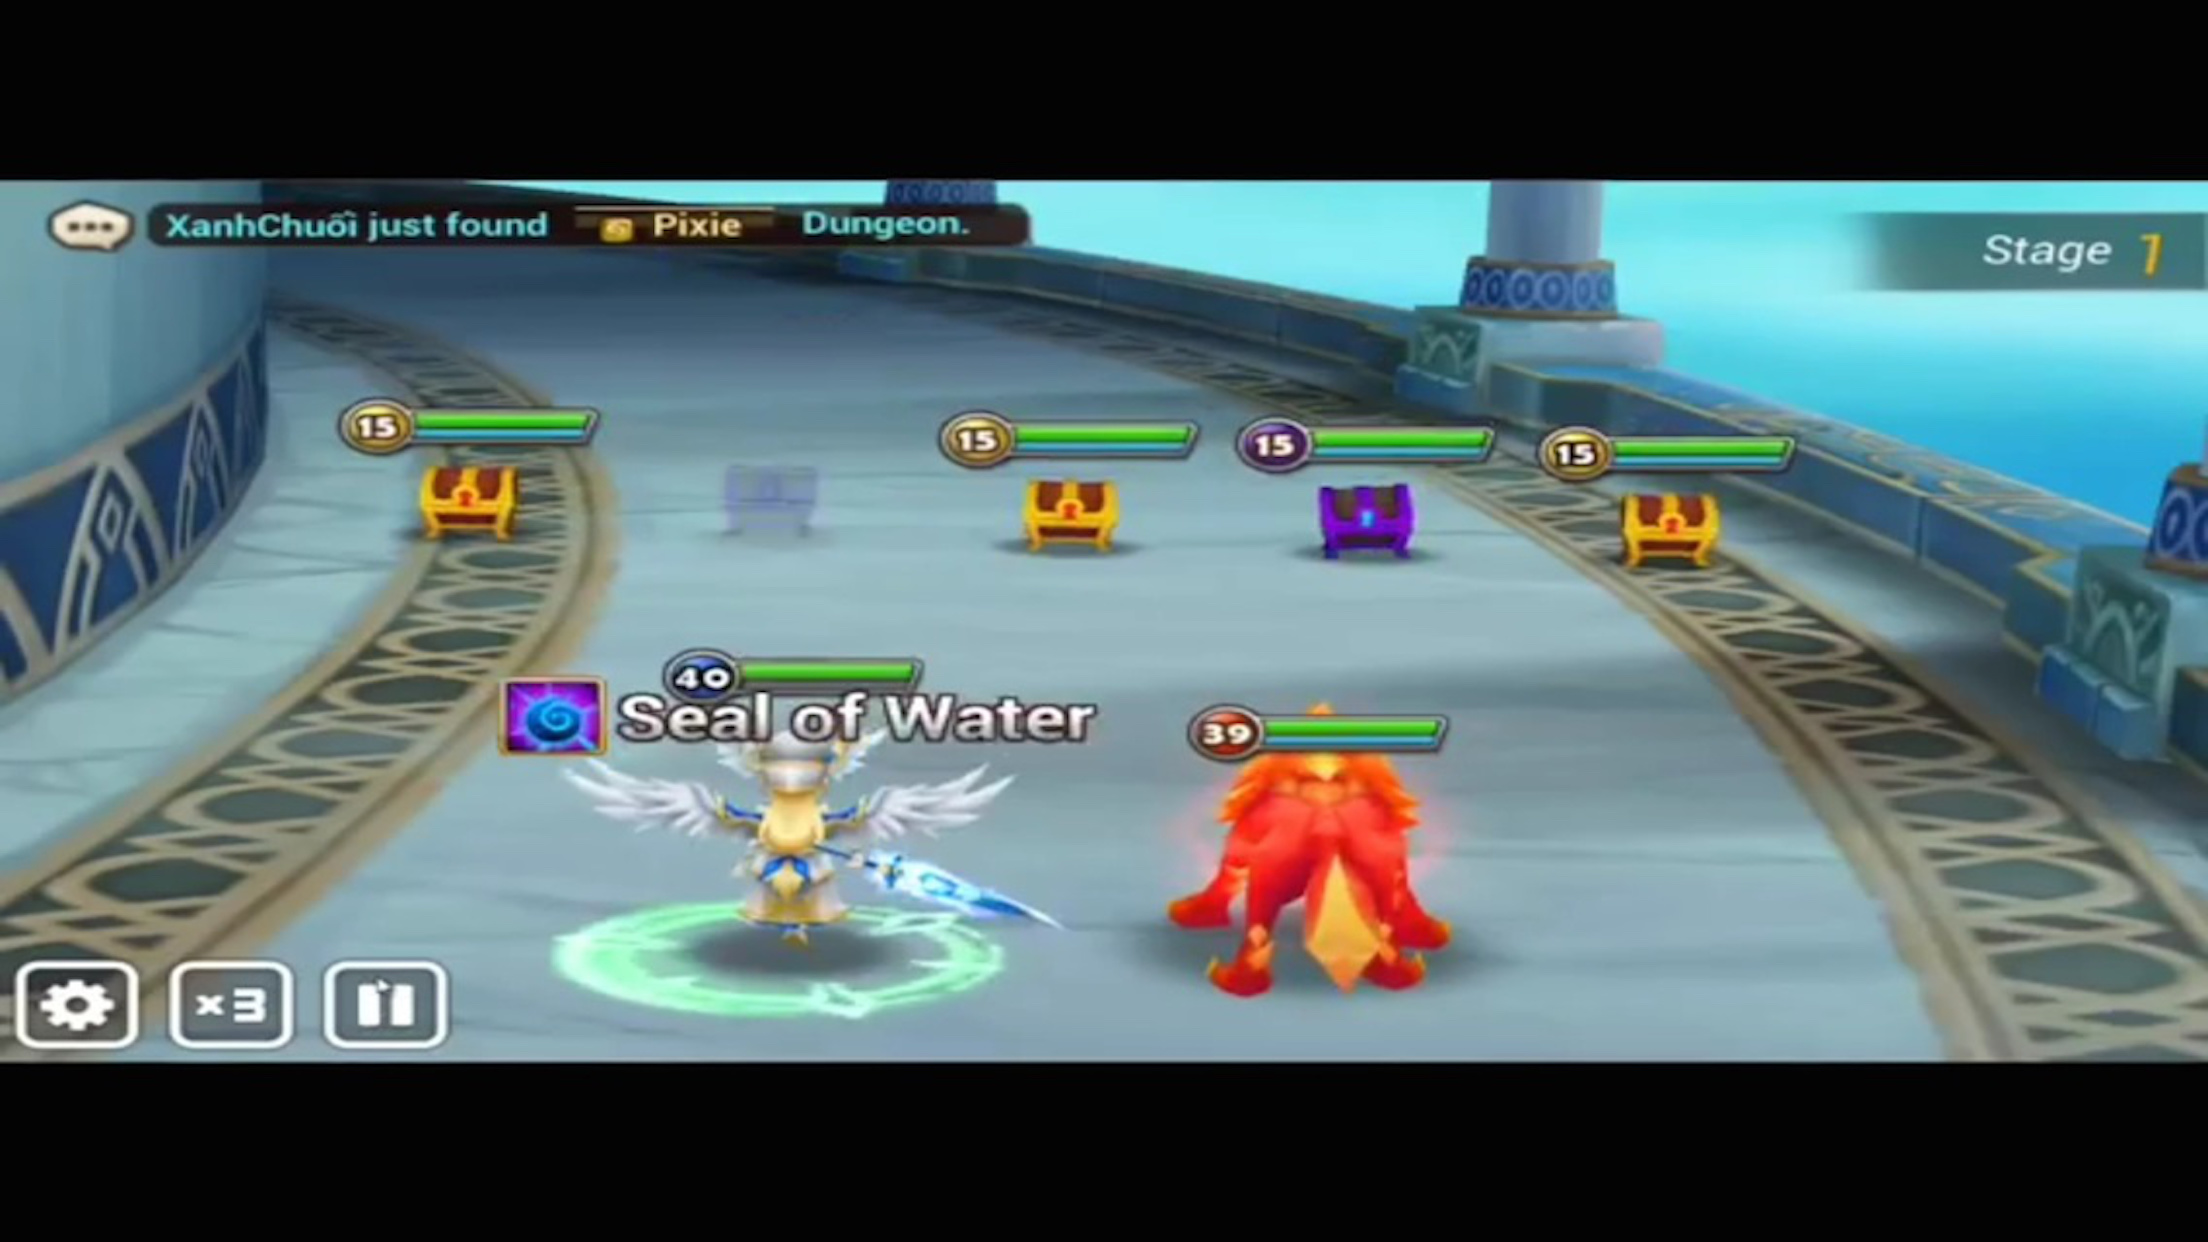 XanhChuối just found Pixie Dungeon.
Stage 1
15
15
15
15
40
Seal of Water
39
×3